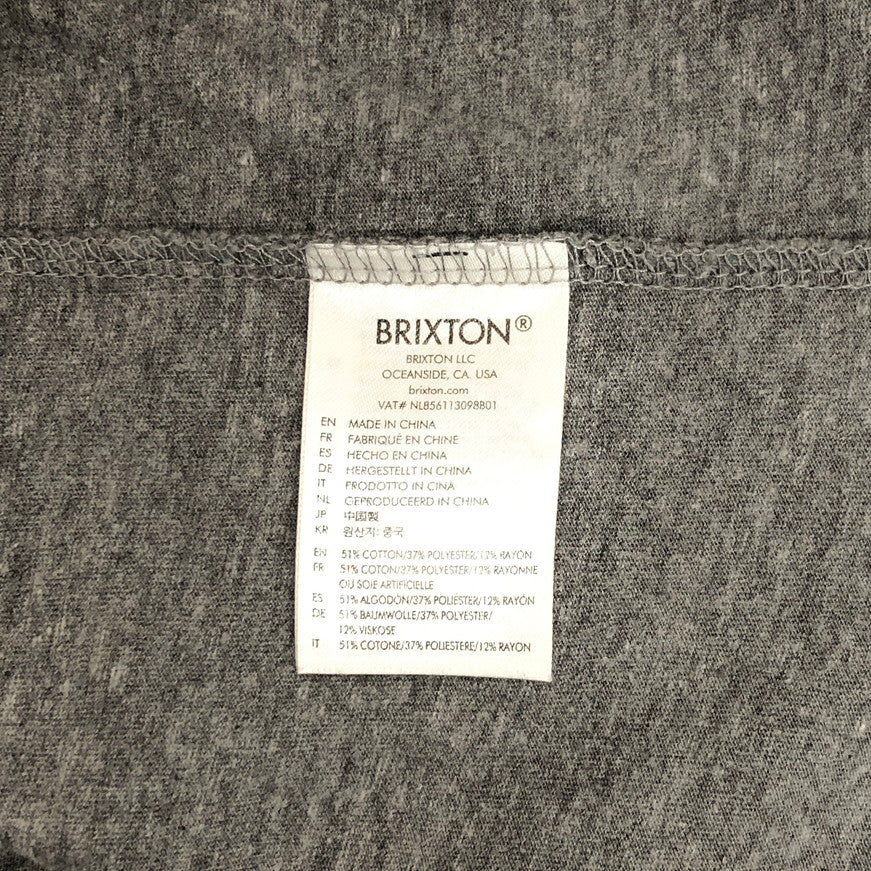 BRIXTON®
BRIXTON LLC
OCEANSIDE, CA. USA
brixton.com
VAT# NL856113098B01
EN MADE IN CHINA
FR FABRIQUÉ EN CHINE
ES HECHO EN CHINA
DE HERGESTELLT IN CHINA
IT PRODOTTO IN CINA
NL GEPRODUCEERD IN CHINA
JP 中国製
KR 원산지: 중국
EN 51% COTTON/37% POLYESTER/12% RAYON
FR 51% COTON/37% POLYESTER/12% RAYONNE
OU SOIE ARTIFICIELLE
ES 51% ALGODÓN/37% POLIÉSTER/12% RAYÓN
DE 51% BAUMWOLLE/37% POLYESTER/
12% VISKOSE
IT 51% COTONE/37% POLIESTERE/12% RAYON